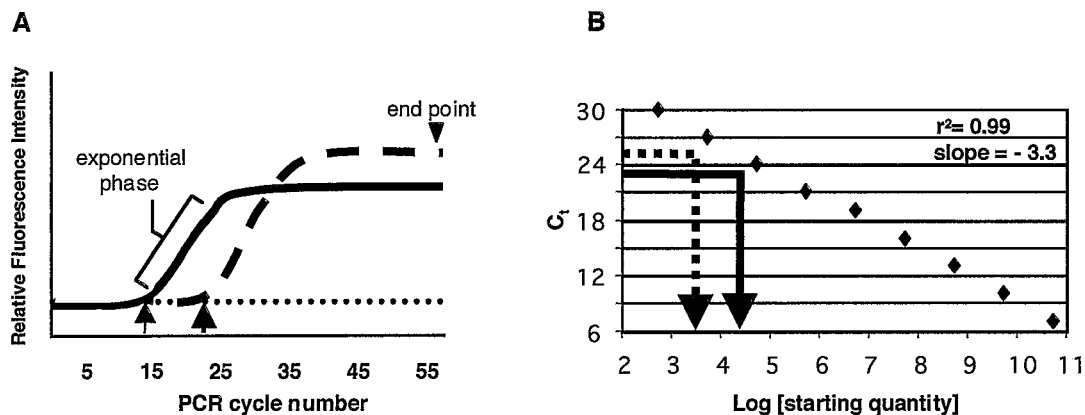 A
Relative Fluorescence Intensity
end point
exponential
phase
5 15 25 35 45 55
PCR cycle number
B
30
24
18
12
6
Cₜ
r²= 0.99
slope = - 3.3
2 3 4 5 6 7 8 9 10 11
Log [starting quantity]